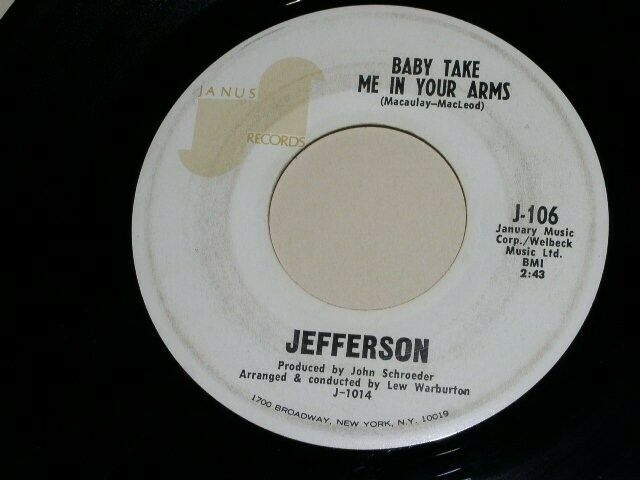 JANUS
RECORDS
BABY TAKE
ME IN YOUR ARMS
(Macaulay-MacLeod)
J-106
January Music
Corp./Welbeck
Music Ltd.
BMI
2:43
JEFFERSON
Produced by John Schroeder
Arranged & conducted by Lew Warburton
J-1014
1700 BROADWAY, NEW YORK, N.Y. 10019